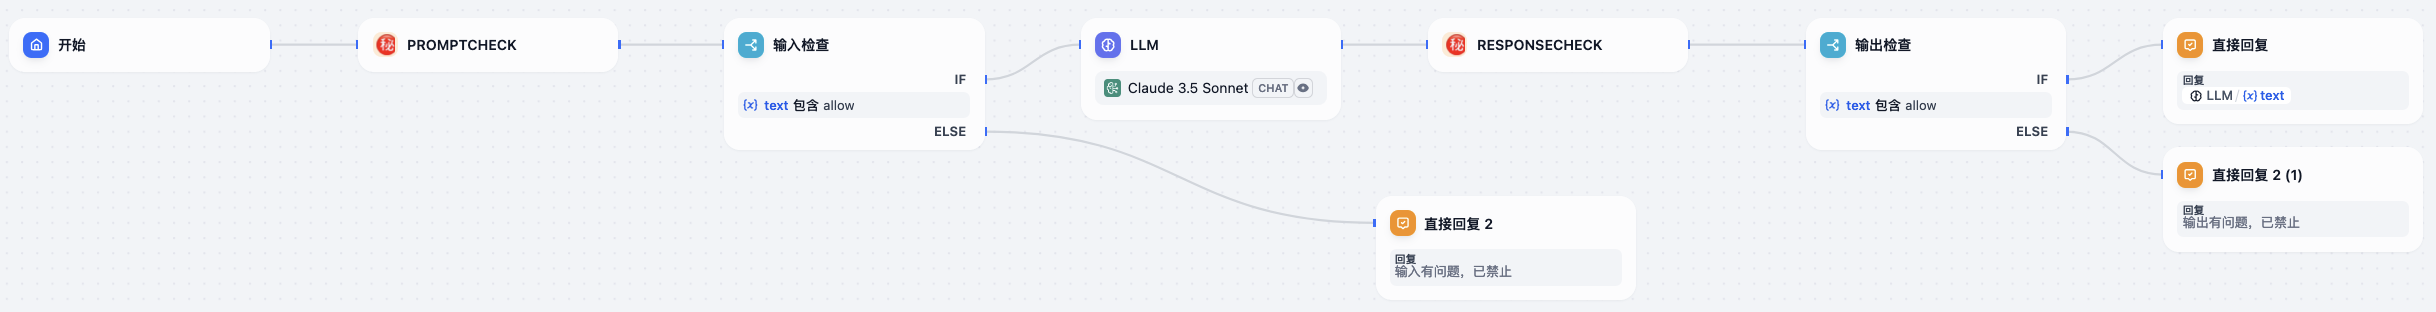 开始
秘 PROMPTCHECK
输入检查
IF
{x} text 包含 allow
ELSE
LLM
Claude 3.5 Sonnet CHAT
秘 RESPONSECHECK
输出检查
IF
{x} text 包含 allow
ELSE
直接回复
回复
LLM / {x} text
直接回复 2 (1)
回复
输出有问题，已禁止
直接回复 2
回复
输入有问题，已禁止